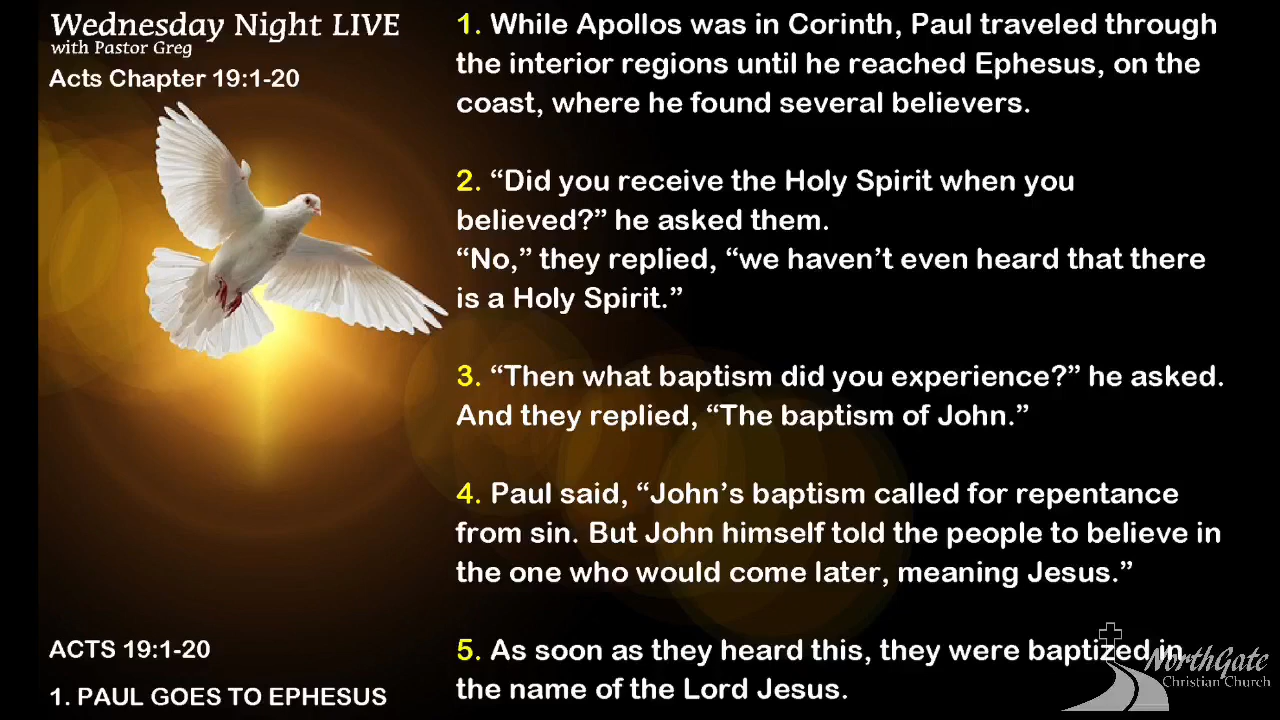 Wednesday Night LIVE
with Pastor Greg
Acts Chapter 19:1-20
1. While Apollos was in Corinth, Paul traveled through
the interior regions until he reached Ephesus, on the
coast, where he found several believers.
2. “Did you receive the Holy Spirit when you
believed?” he asked them.
“No,” they replied, “we haven’t even heard that there
is a Holy Spirit.”
3. “Then what baptism did you experience?” he asked.
And they replied, “The baptism of John.”
4. Paul said, “John’s baptism called for repentance
from sin. But John himself told the people to believe in
the one who would come later, meaning Jesus.”
5. As soon as they heard this, they were baptized in
the name of the Lord Jesus.
ACTS 19:1-20
1. PAUL GOES TO EPHESUS
NorthGate
Christian Church